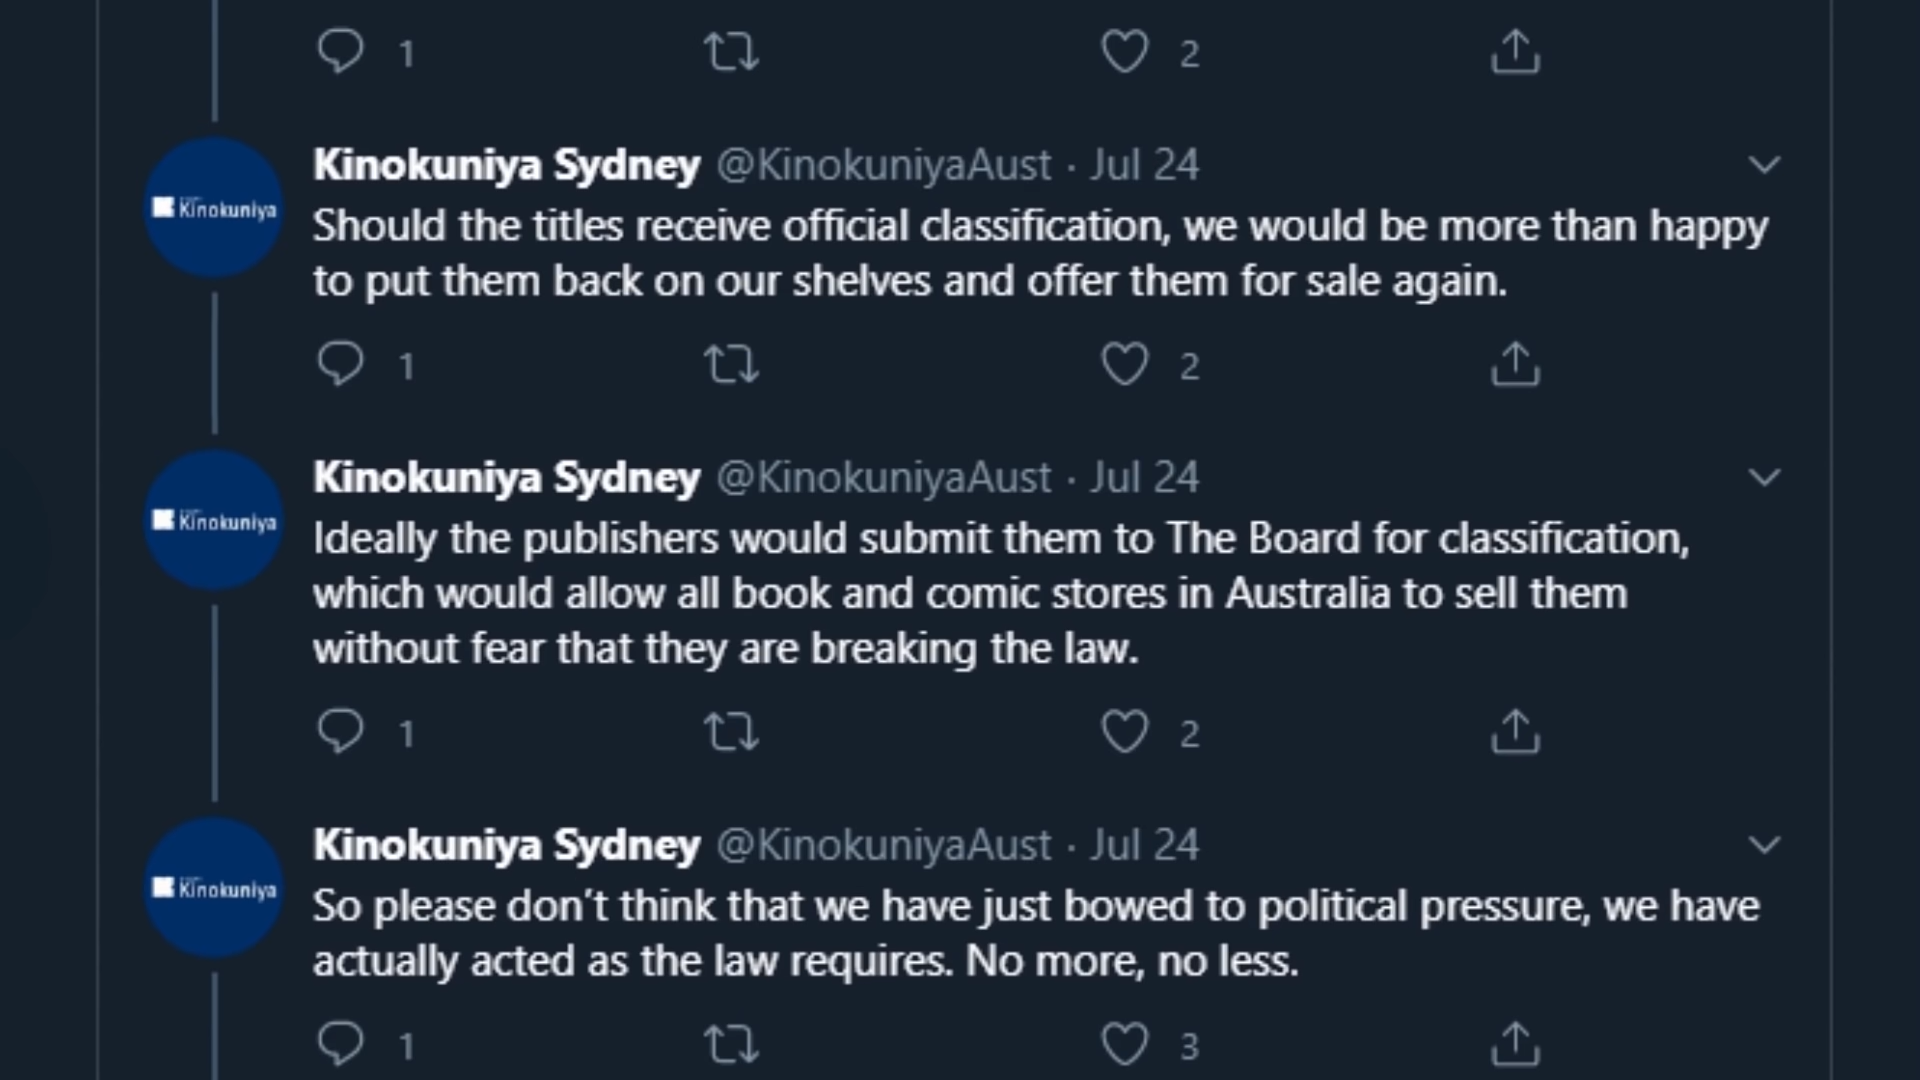 1 2
Kinokuniya Sydney @KinokuniyaAust · Jul 24
Kinokuniya
Should the titles receive official classification, we would be more than happy
to put them back on our shelves and offer them for sale again.
1 2
Kinokuniya Sydney @KinokuniyaAust · Jul 24
Kinokuniya
Ideally the publishers would submit them to The Board for classification,
which would allow all book and comic stores in Australia to sell them
without fear that they are breaking the law.
1 2
Kinokuniya Sydney @KinokuniyaAust · Jul 24
Kinokuniya
So please don’t think that we have just bowed to political pressure, we have
actually acted as the law requires. No more, no less.
1 3